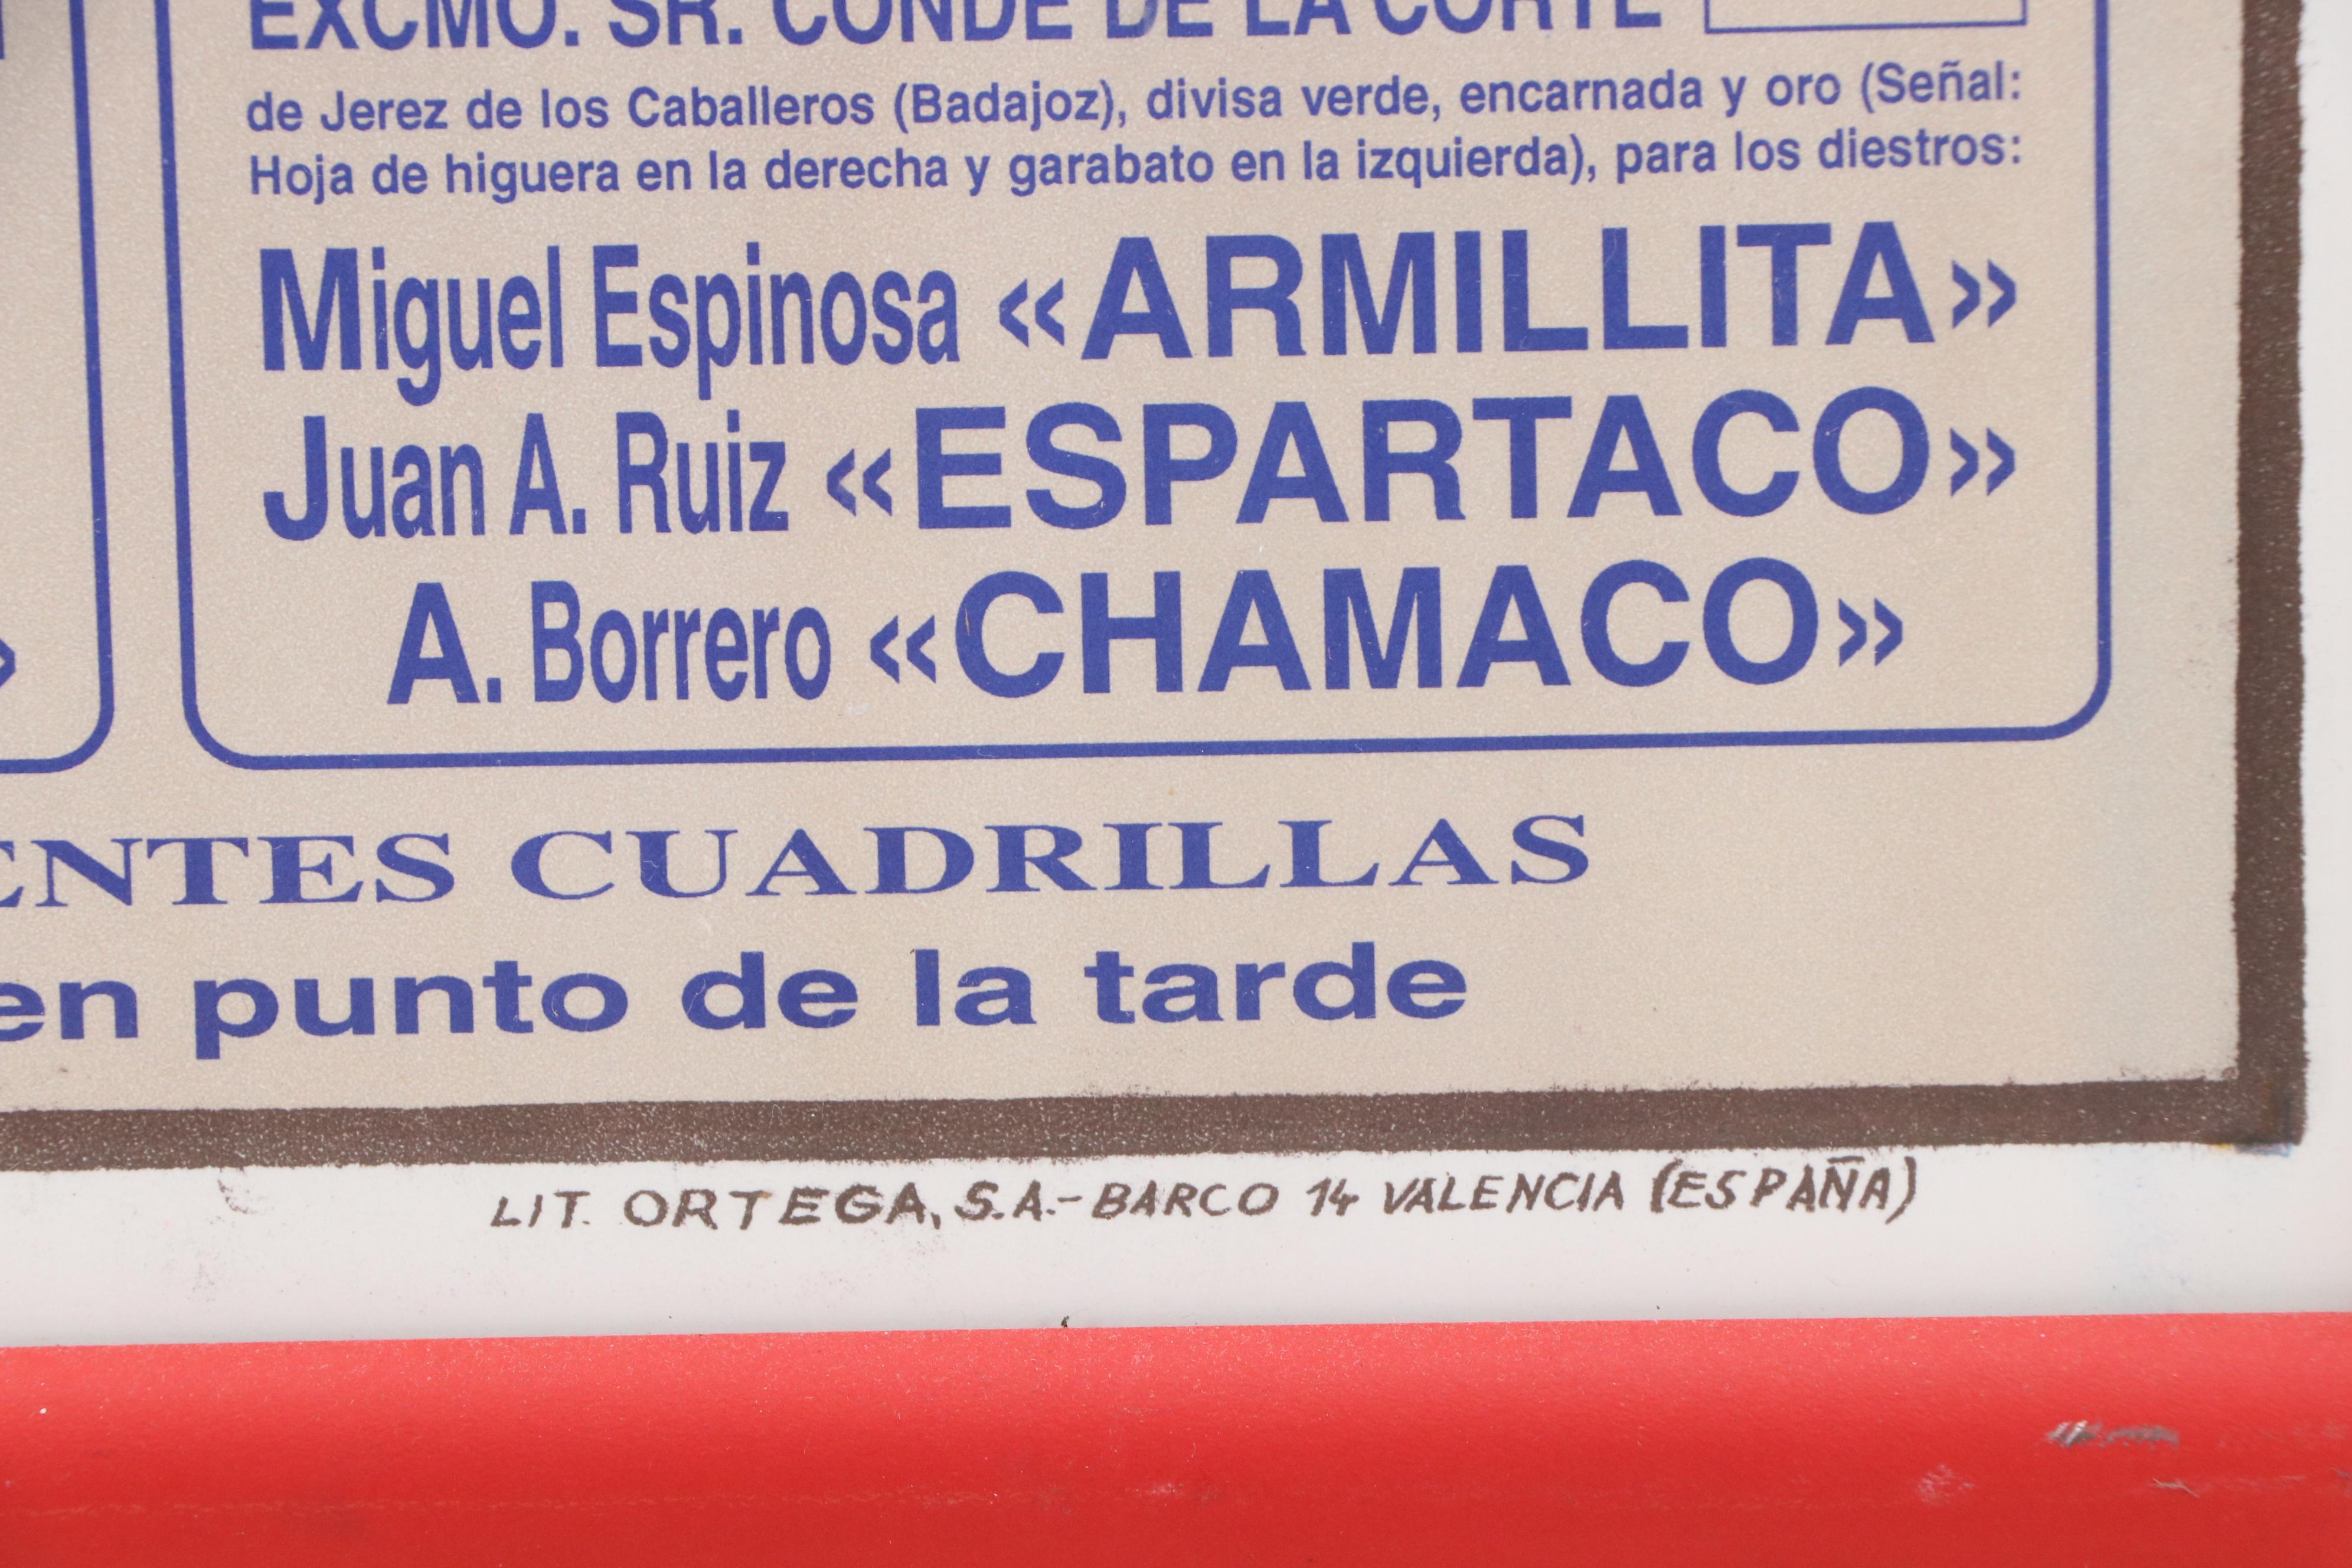 EXCMO. SR. CONDE DE LA CORTE
de Jerez de los Caballeros (Badajoz), divisa verde, encarnada y oro (Señal:
Hoja de higuera en la derecha y garabato en la izquierda), para los diestros:
Miguel Espinosa «ARMILLITA»
Juan A. Ruiz «ESPARTACO»
A. Borrero «CHAMACO»
ENTES CUADRILLAS
en punto de la tarde
LIT. ORTEGA, S.A.-BARCO 14 VALENCIA (ESPAÑA)